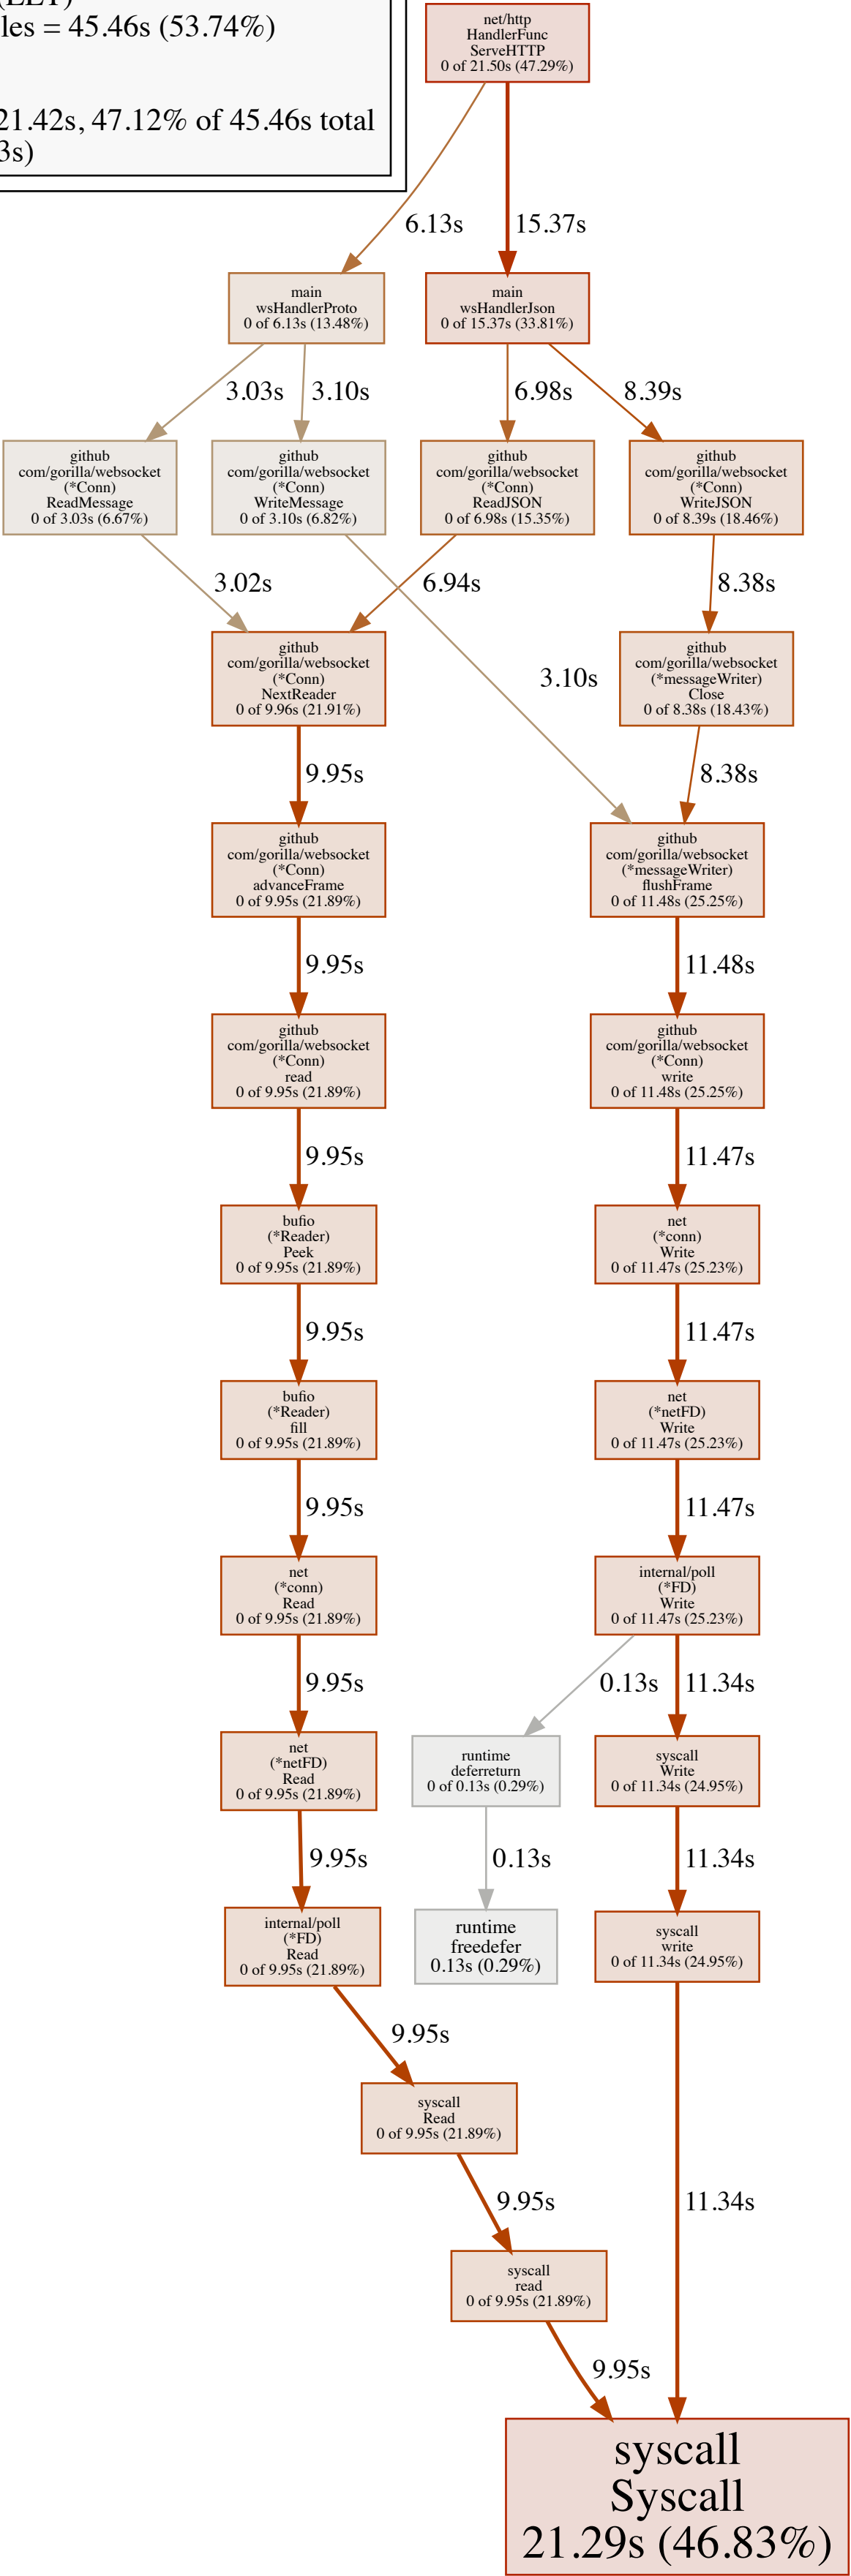 les = 45.46s (53.74%)
21.42s, 47.12% of 45.46s total
3s)
net/http
HandlerFunc
ServeHTTP
0 of 21.50s (47.29%)
6.13s
15.37s
main
wsHandlerProto
0 of 6.13s (13.48%)
main
wsHandlerJson
0 of 15.37s (33.81%)
3.03s
3.10s
6.98s
8.39s
github
com/gorilla/websocket
(*Conn)
ReadMessage
0 of 3.03s (6.67%)
github
com/gorilla/websocket
(*Conn)
WriteMessage
0 of 3.10s (6.82%)
github
com/gorilla/websocket
(*Conn)
ReadJSON
0 of 6.98s (15.35%)
github
com/gorilla/websocket
(*Conn)
WriteJSON
0 of 8.39s (18.46%)
3.02s
6.94s
8.38s
github
com/gorilla/websocket
(*Conn)
NextReader
0 of 9.96s (21.91%)
3.10s
github
com/gorilla/websocket
(*messageWriter)
Close
0 of 8.38s (18.43%)
9.95s
8.38s
github
com/gorilla/websocket
(*Conn)
advanceFrame
0 of 9.95s (21.89%)
github
com/gorilla/websocket
(*messageWriter)
flushFrame
0 of 11.48s (25.25%)
9.95s
11.48s
github
com/gorilla/websocket
(*Conn)
read
0 of 9.95s (21.89%)
github
com/gorilla/websocket
(*Conn)
write
0 of 11.48s (25.25%)
9.95s
11.47s
bufio
(*Reader)
Peek
0 of 9.95s (21.89%)
net
(*conn)
Write
0 of 11.47s (25.23%)
9.95s
11.47s
bufio
(*Reader)
fill
0 of 9.95s (21.89%)
net
(*netFD)
Write
0 of 11.47s (25.23%)
9.95s
11.47s
net
(*conn)
Read
0 of 9.95s (21.89%)
internal/poll
(*FD)
Write
0 of 11.47s (25.23%)
9.95s
0.13s
11.34s
net
(*netFD)
Read
0 of 9.95s (21.89%)
runtime
deferreturn
0 of 0.13s (0.29%)
syscall
Write
0 of 11.34s (24.95%)
9.95s
0.13s
11.34s
internal/poll
(*FD)
Read
0 of 9.95s (21.89%)
runtime
freedefer
0.13s (0.29%)
syscall
write
0 of 11.34s (24.95%)
9.95s
syscall
Read
0 of 9.95s (21.89%)
9.95s
11.34s
syscall
read
0 of 9.95s (21.89%)
9.95s
syscall
Syscall
21.29s (46.83%)